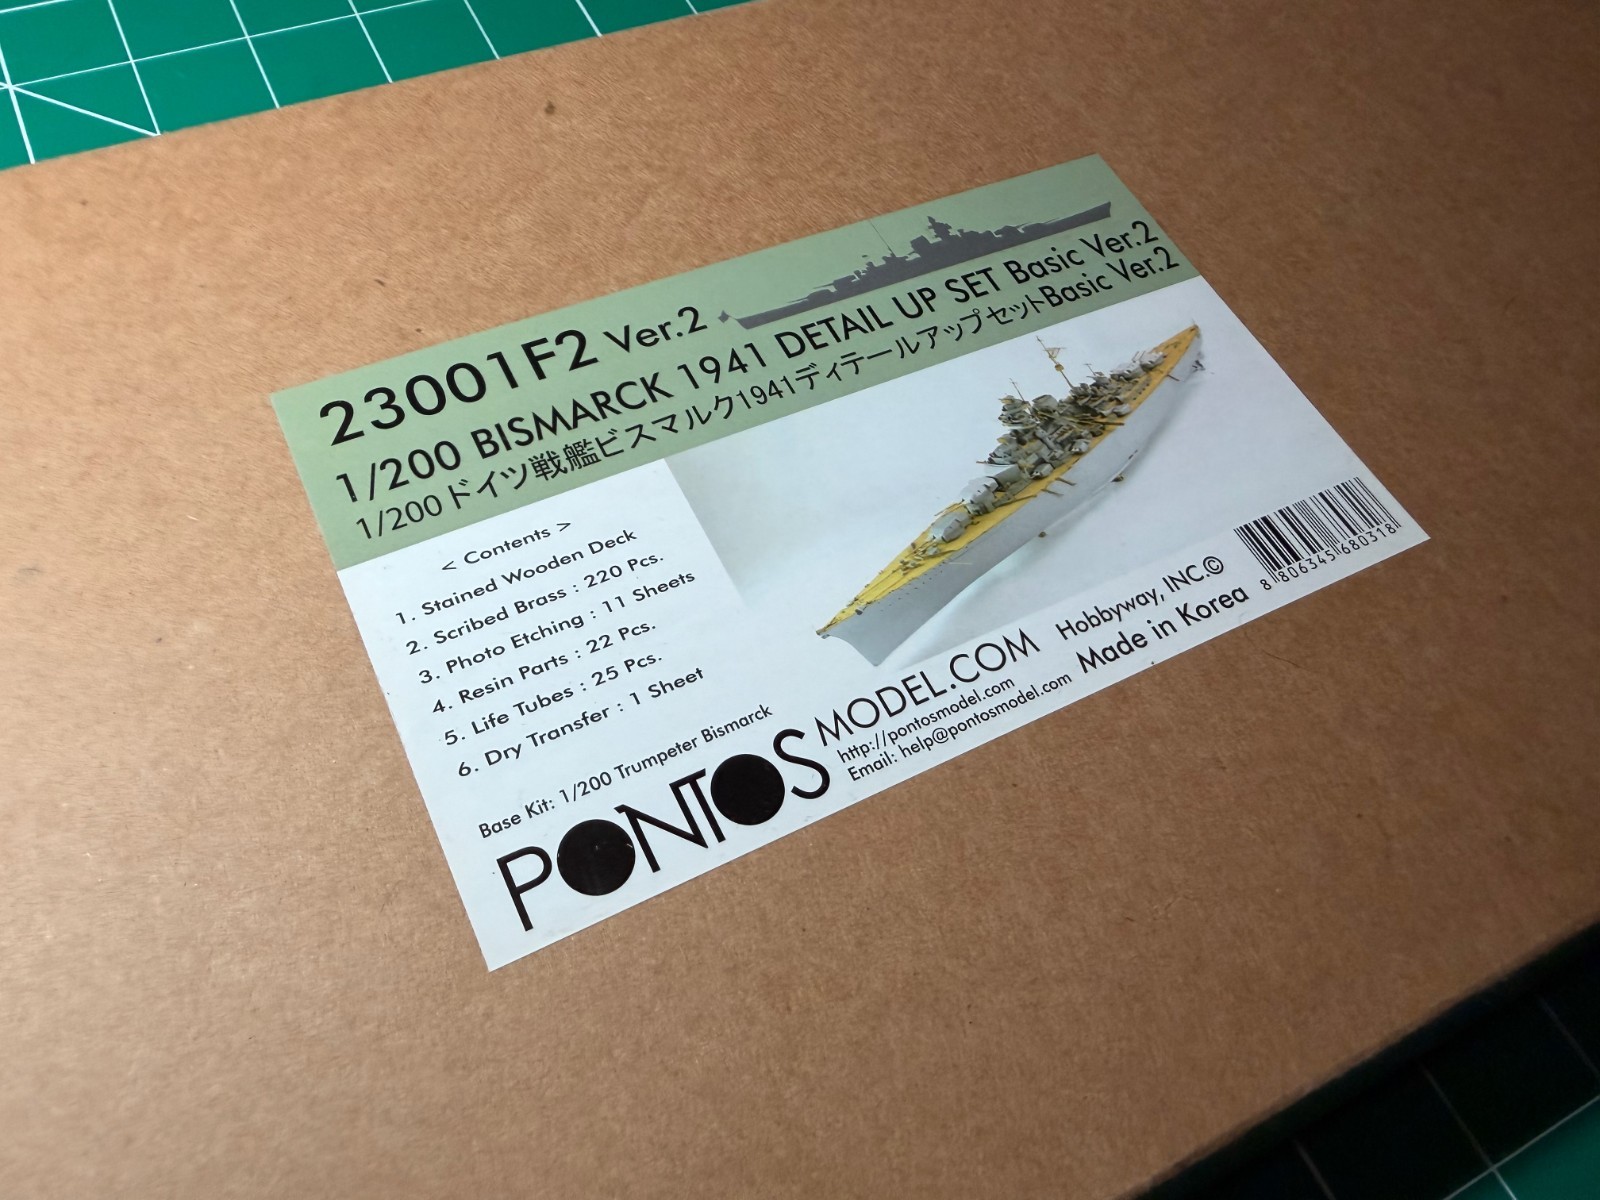 23001F2 Ver.2
1/200 BISMARCK 1941 DETAIL UP SET Basic Ver.2
1/200 ドイツ戦艦ビスマルク1941ディテールアップセットBasic Ver.2
< Contents >
1. Stained Wooden Deck
2. Scribed Brass : 220 Pcs.
3. Photo Etching : 11 Sheets
4. Resin Parts : 22 Pcs.
5. Life Tubes : 25 Pcs.
6. Dry Transfer : 1 Sheet
Base Kit: 1/200 Trumpeter Bismarck
PONTOS MODEL.COM
http://pontosmodel.com
Email: help@pontosmodel.com
Hobbyway, INC.©
Made in Korea
8 806345 680318